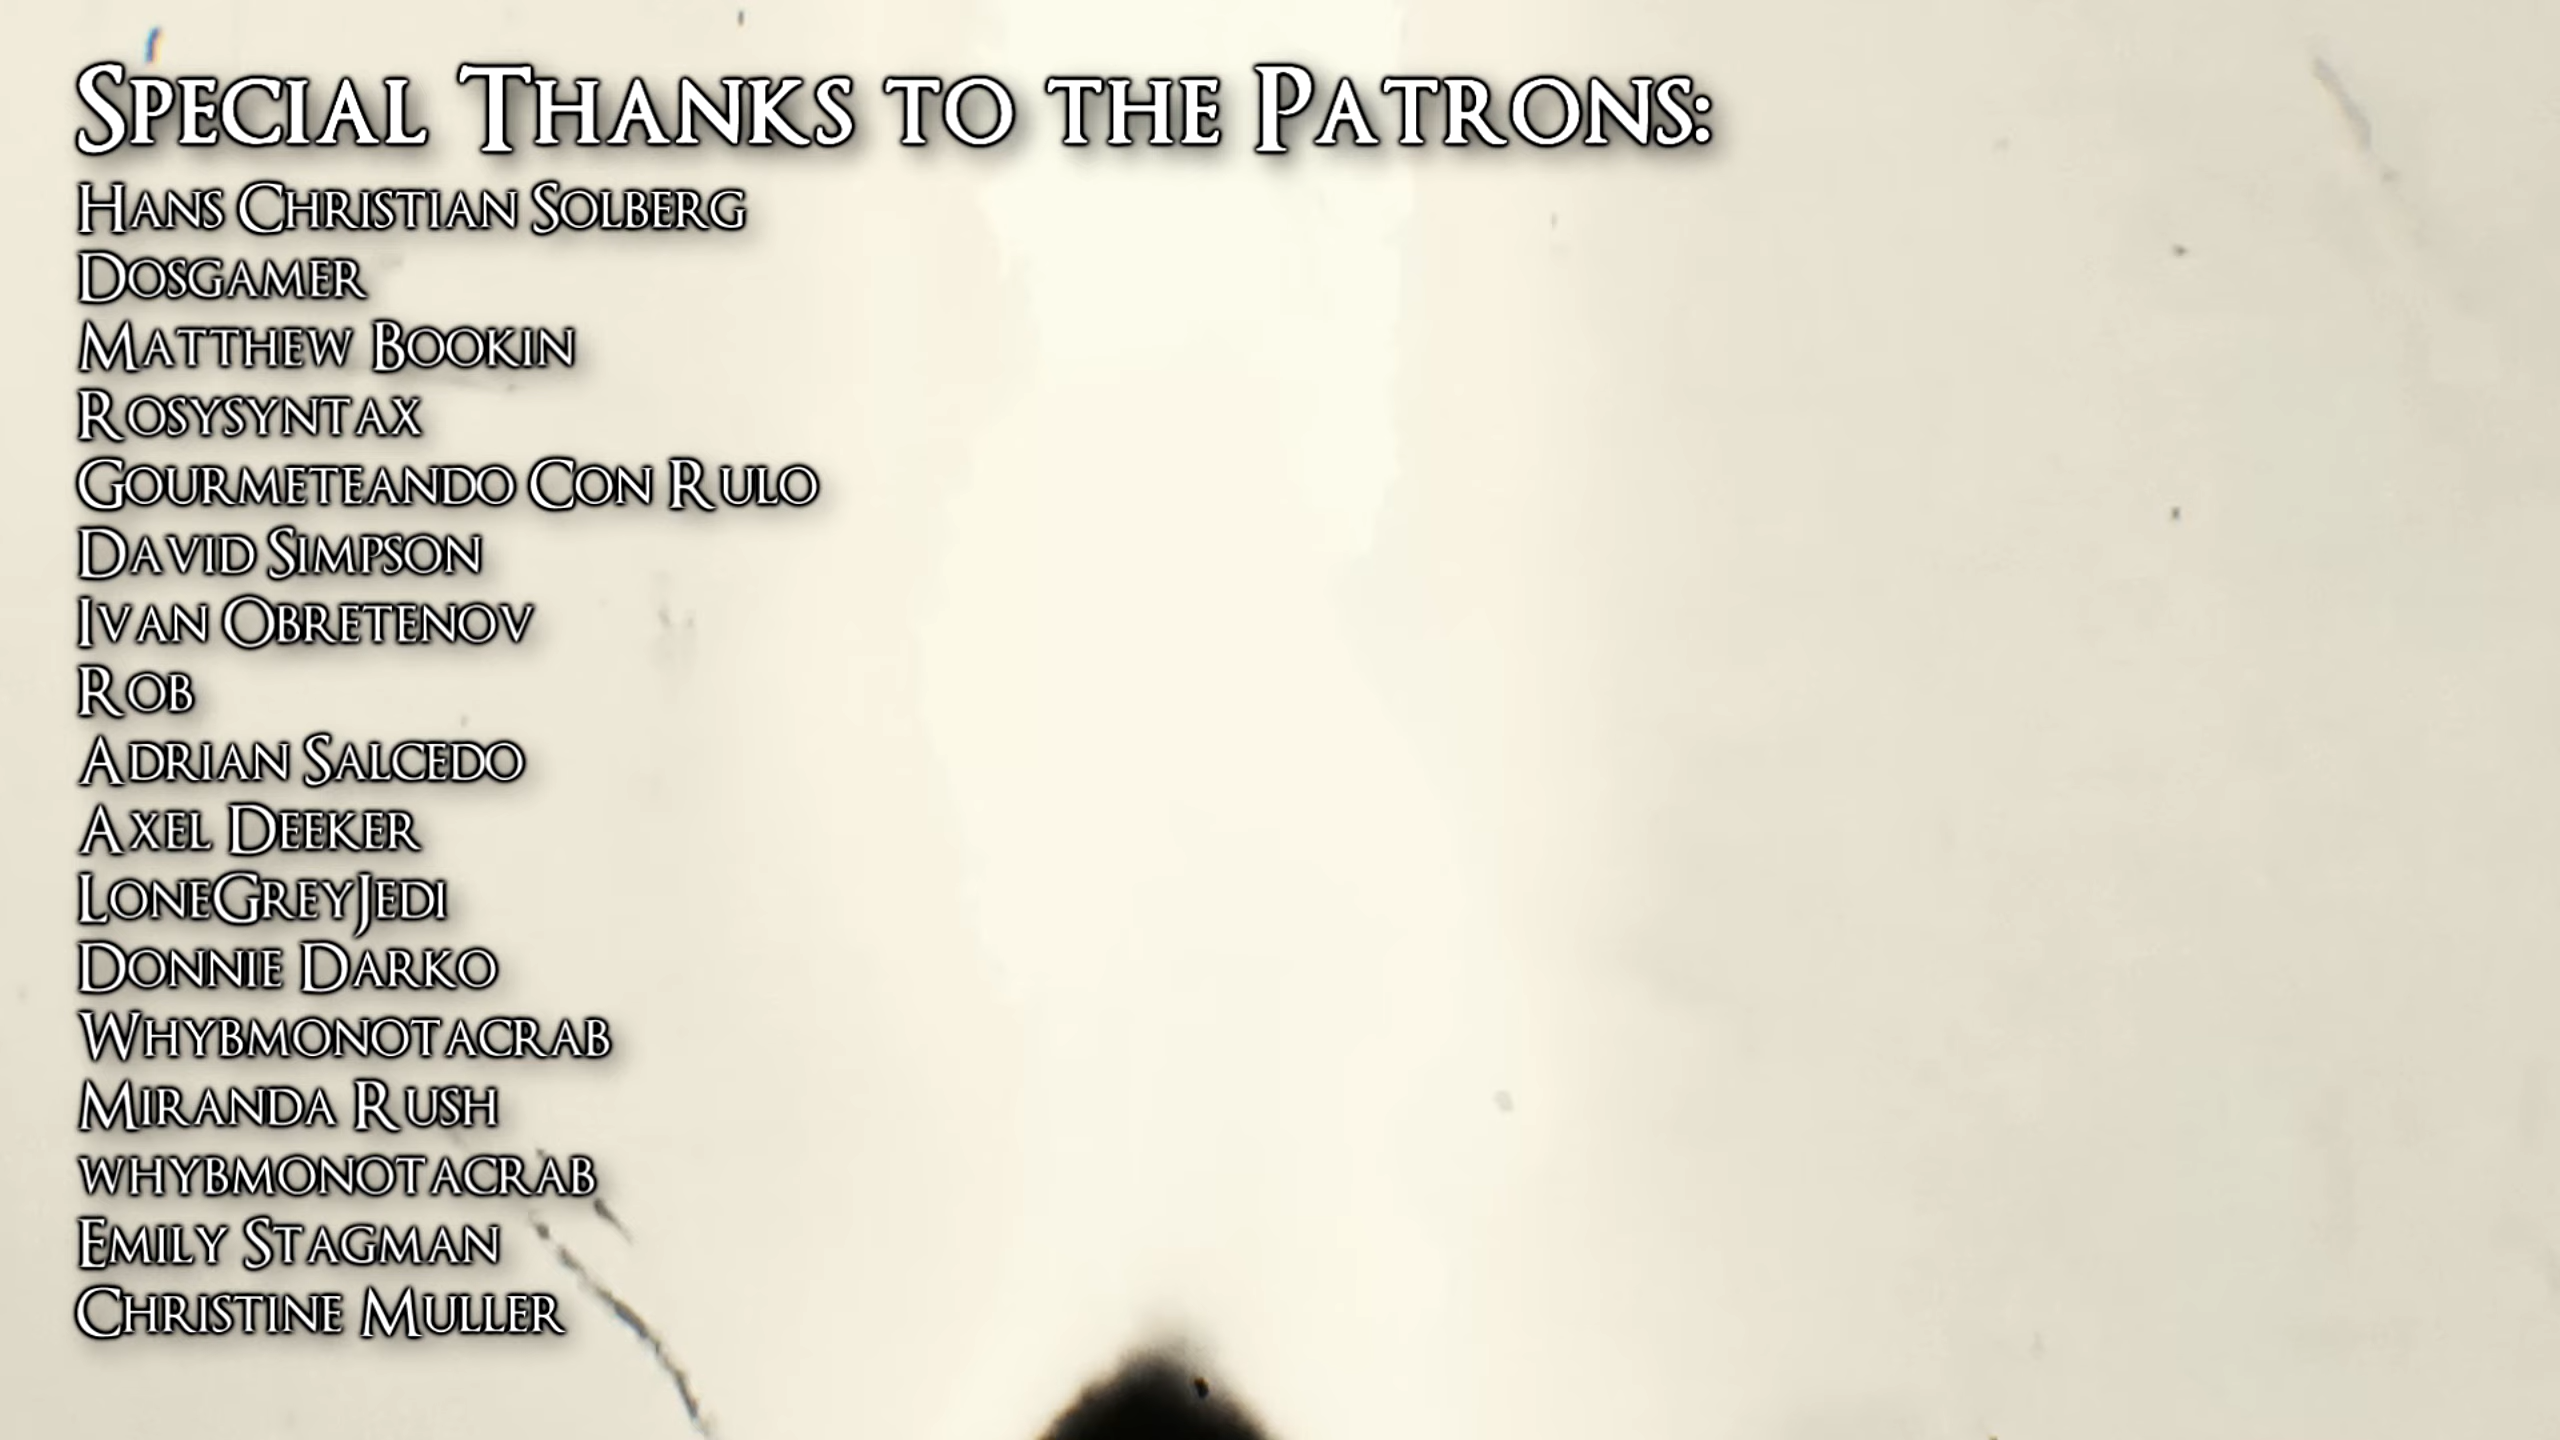 Special Thanks to the Patrons:
Hans Christian Solberg
Dosgamer
Matthew Bookin
Rosysyntax
Gourmeteando Con Rulo
David Simpson
Ivan Obretenov
Rob
Adrian Salcedo
Axel Deeker
LoneGreyJedi
Donnie Darko
Whybmonotacrab
Miranda Rush
whybmonotacrab
Emily Stagman
Christine Muller